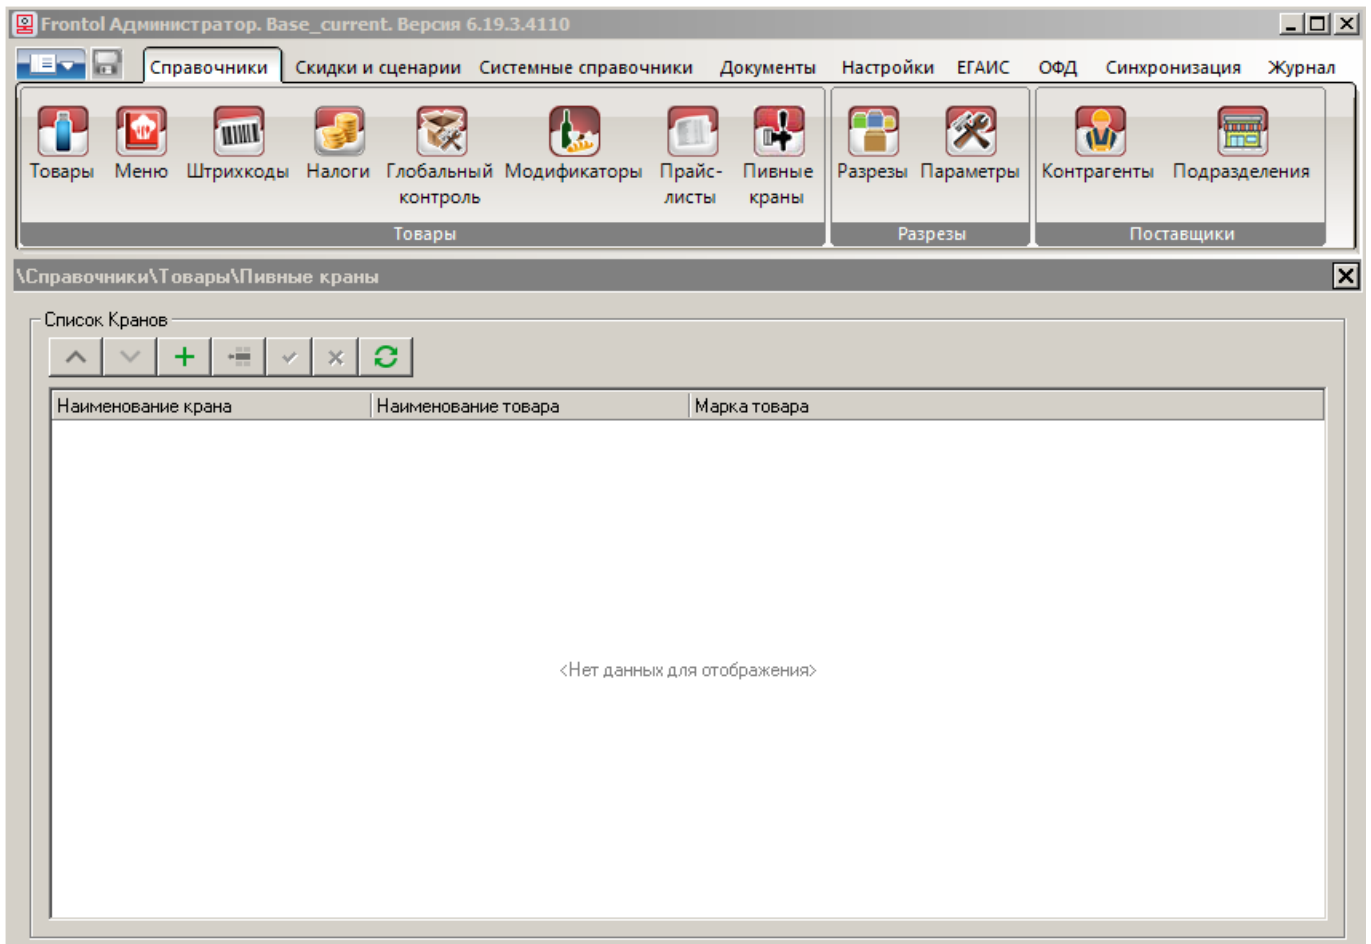 Frontol Администратор. Base_current. Версия 6.19.3.4110
Справочники Скидки и сценарии Системные справочники Документы Настройки ЕГАИС ОФД Синхронизация Журнал
Товары Меню Штрихкоды Налоги Глобальный контроль Модификаторы Прайс-листы Пивные краны Разрезы Параметры Контрагенты Подразделения
Товары Разрезы Поставщики
\Справочники\Товары\Пивные краны
Список Кранов
Наименование крана Наименование товара Марка товара
<Нет данных для отображения>